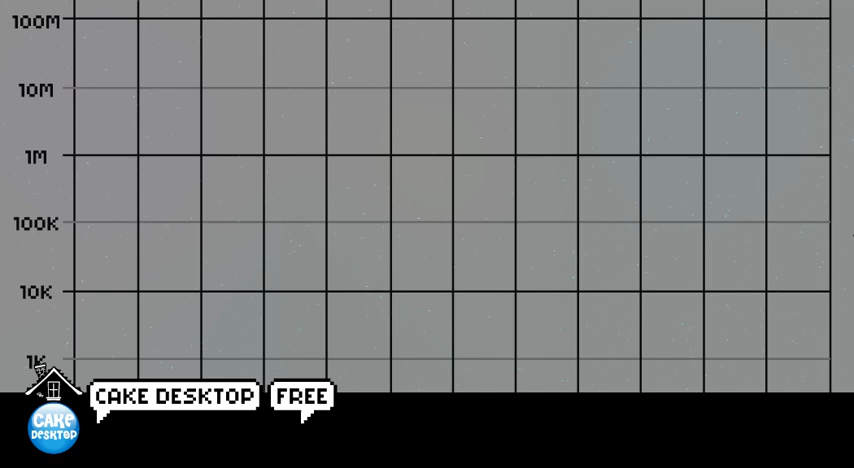 100M
10M
1M
100K
10K
1K
CAKE DESKTOP FREE
CAKE
DESKTOP